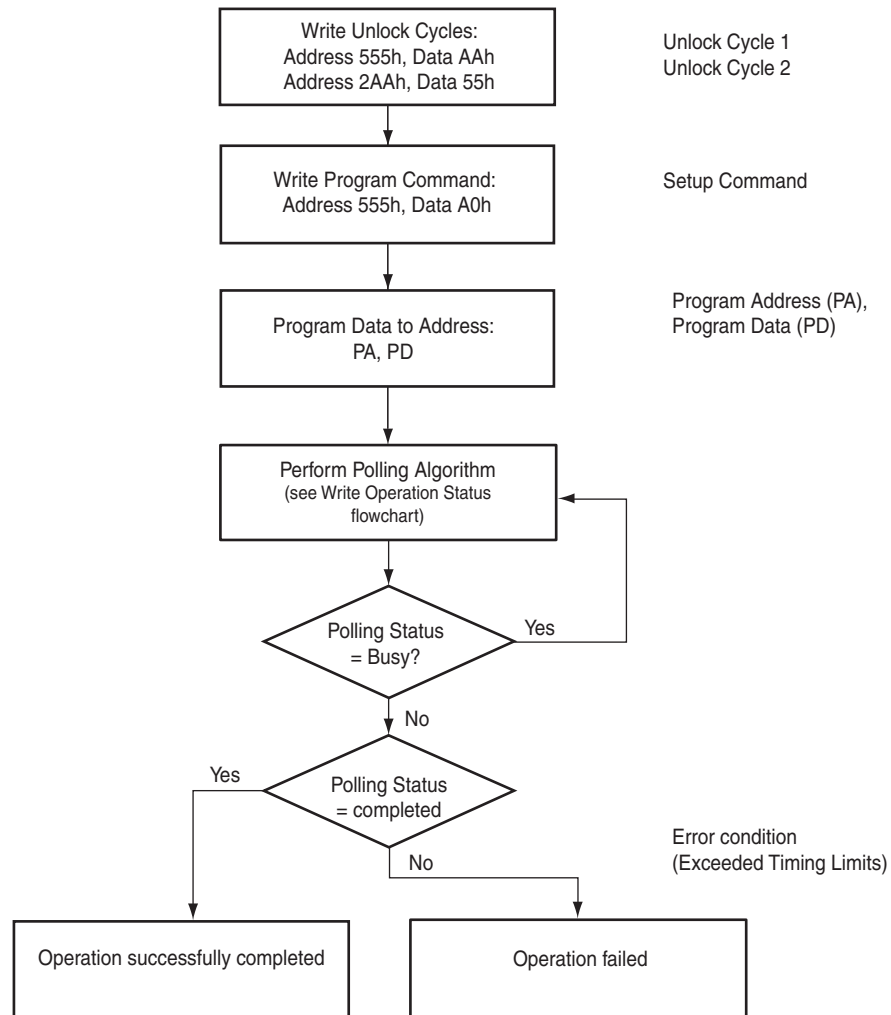 Write Unlock Cycles:
Address 555h, Data AAh
Address 2AAh, Data 55h
Unlock Cycle 1
Unlock Cycle 2
Write Program Command:
Address 555h, Data A0h
Setup Command
Program Data to Address:
PA, PD
Program Address (PA),
Program Data (PD)
Perform Polling Algorithm
(see Write Operation Status
flowchart)
Polling Status
= Busy?
Yes
No
Polling Status
= completed
Yes
No
Error condition
(Exceeded Timing Limits)
Operation successfully completed
Operation failed